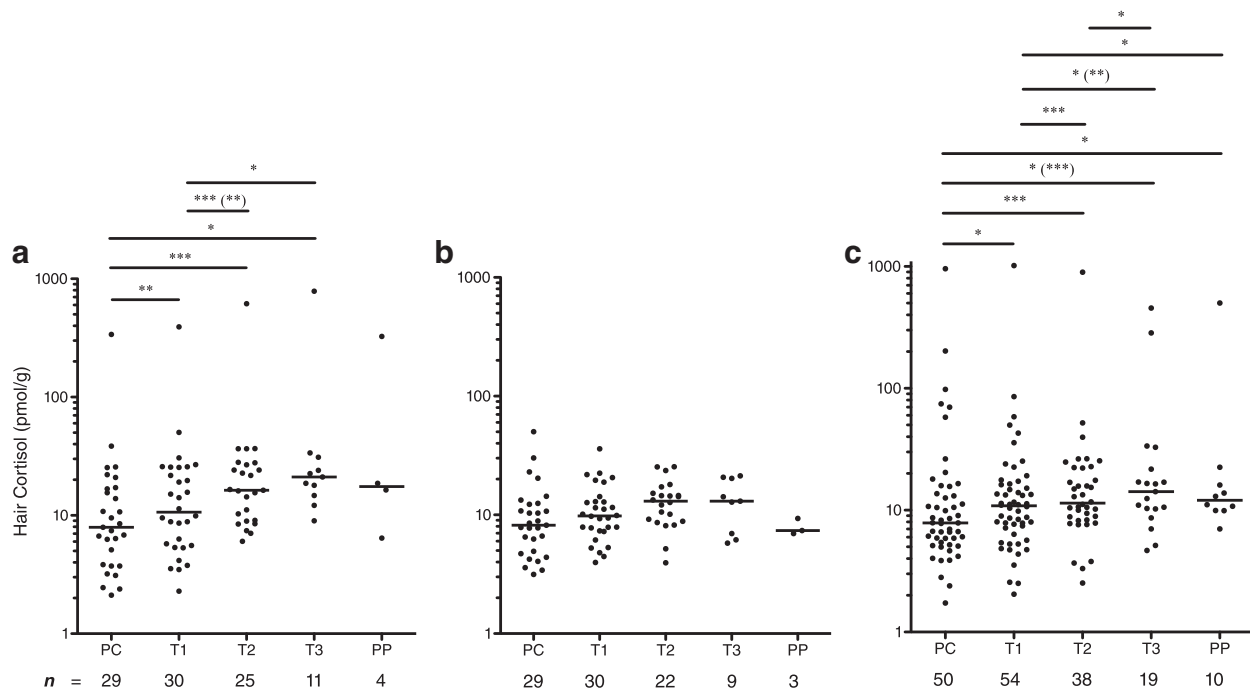 *
*
* (**)
***
*
* (***)
***
*
*
*** (**)
*
***
**
a
b
c
Hair Cortisol (pmol/g)
1000
100
10
1
PC T1 T2 T3 PP
n = 29 30 25 11 4
1000
100
10
1
PC T1 T2 T3 PP
29 30 22 9 3
1000
100
10
1
PC T1 T2 T3 PP
50 54 38 19 10